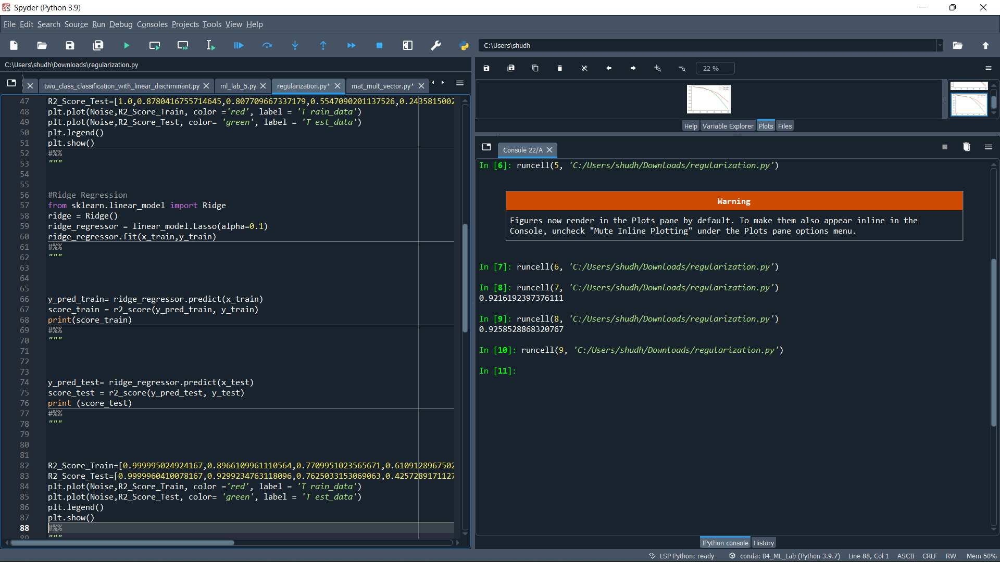 Spyder (Python 3.9)
File Edit Search Source Run Debug Consoles Projects Tools View Help
C:\Users\shudh
C:\Users\shudh\Downloads\regularization.py
two_class_classification_with_linear_discriminant.py
ml_lab_5.py
regularization.py*
mat_mult_vector.py*
47 R2_Score_Test=[1.0,0.8780416755714645,0.807709667337179,0.5547090201137526,0.2435815002
48 plt.plot(Noise,R2_Score_Train, color ='red', label = 'T rain_data')
49 plt.plot(Noise,R2_Score_Test, color= 'green', label = 'T est_data')
50 plt.legend()
51 plt.show()
52 #%%
53 """
54
55
56 #Ridge Regression
57 from sklearn.linear_model import Ridge
58 ridge = Ridge()
59 ridge_regressor = linear_model.Lasso(alpha=0.1)
60 ridge_regressor.fit(x_train,y_train)
61 #%%
62 """
63
64
65
66 y_pred_train= ridge_regressor.predict(x_train)
67 score_train = r2_score(y_pred_train, y_train)
68 print(score_train)
69 #%%
70 """
71
72
73
74 y_pred_test= ridge_regressor.predict(x_test)
75 score_test = r2_score(y_pred_test, y_test)
76 print (score_test)
77 #%%
78 """
79
80
81
82 R2_Score_Train=[0.999995024924167,0.8966109961110564,0.7709951023565671,0.6109128967502
83 R2_Score_Test=[0.9999960410078167,0.9299234763118096,0.7625033153069063,0.4257289171127
84 plt.plot(Noise,R2_Score_Train, color ='red', label = 'T rain_data')
85 plt.plot(Noise,R2_Score_Test, color= 'green', label = 'T est_data')
86 plt.legend()
87 plt.show()
88 #%%
89 """
22 %
Help Variable Explorer Plots Files
Console 22/A
In [6]: runcell(5, 'C:/Users/shudh/Downloads/regularization.py')
Warning
Figures now render in the Plots pane by default. To make them also appear inline in the
Console, uncheck "Mute Inline Plotting" under the Plots pane options menu.
In [7]: runcell(6, 'C:/Users/shudh/Downloads/regularization.py')
In [8]: runcell(7, 'C:/Users/shudh/Downloads/regularization.py')
0.9216192397376111
In [9]: runcell(8, 'C:/Users/shudh/Downloads/regularization.py')
0.9258528868320767
In [10]: runcell(9, 'C:/Users/shudh/Downloads/regularization.py')
In [11]:
IPython console History
LSP Python: ready conda: B4_ML_Lab (Python 3.9.7) Line 88, Col 1 ASCII CRLF RW Mem 50%